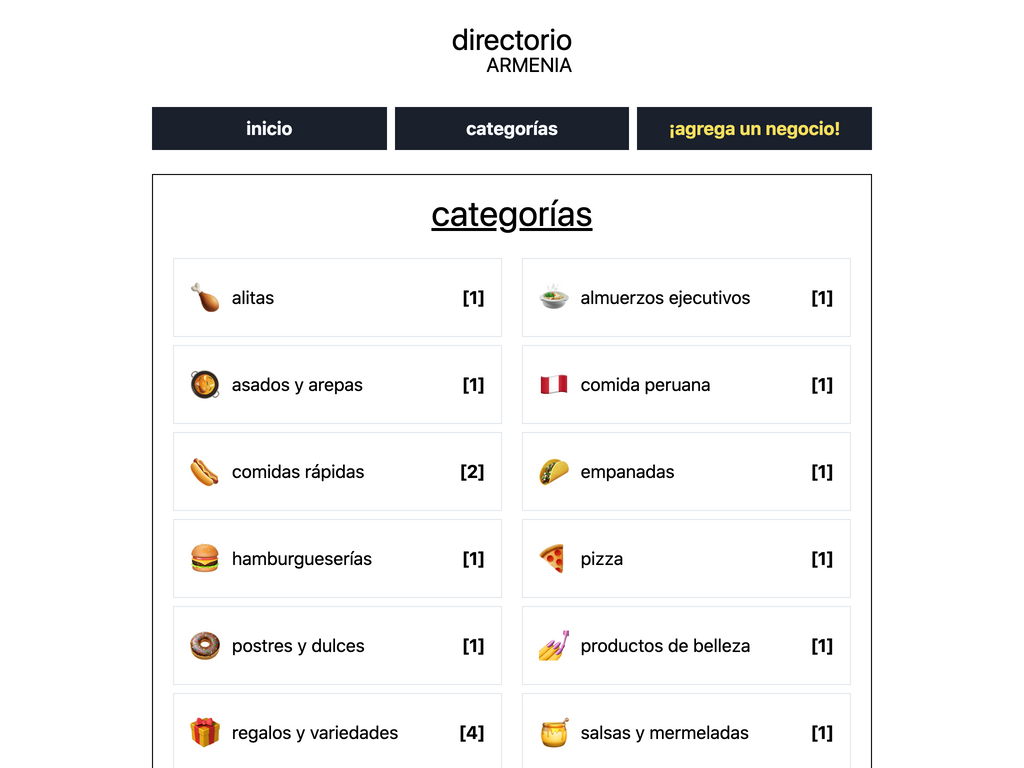 directorio
ARMENIA
inicio
categorías
¡agrega un negocio!
categorías
alitas [1]
almuerzos ejecutivos [1]
asados y arepas [1]
comida peruana [1]
comidas rápidas [2]
empanadas [1]
hamburgueserías [1]
pizza [1]
postres y dulces [1]
productos de belleza [1]
regalos y variedades [4]
salsas y mermeladas [1]